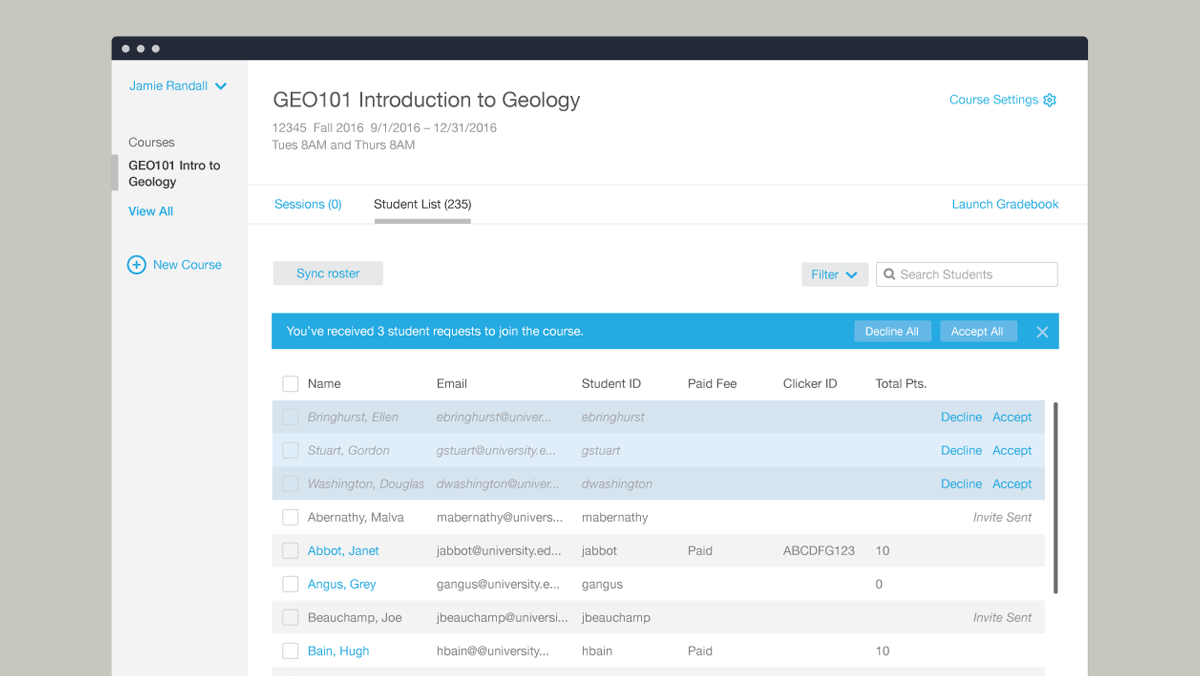 Jamie Randall
Courses
GEO101 Intro to
Geology
View All
New Course
GEO101 Introduction to Geology
Course Settings
12345 Fall 2016 9/1/2016 – 12/31/2016
Tues 8AM and Thurs 8AM
Sessions (0) Student List (235) Launch Gradebook
Sync roster Filter Search Students
You've received 3 student requests to join the course. Decline All Accept All
Name Email Student ID Paid Fee Clicker ID Total Pts.
Bringhurst, Ellen ebringhurst@univer... ebringhurst Decline Accept
Stuart, Gordon gstuart@university.e... gstuart Decline Accept
Washington, Douglas dwashington@univer... dwashington Decline Accept
Abernathy, Malva mabernathy@univers... mabernathy Invite Sent
Abbot, Janet jabbot@university.ed... jabbot Paid ABCDFG123 10
Angus, Grey gangus@university.e... gangus 0
Beauchamp, Joe jbeauchamp@universi... jbeauchamp Invite Sent
Bain, Hugh hbain@@university... hbain Paid 10